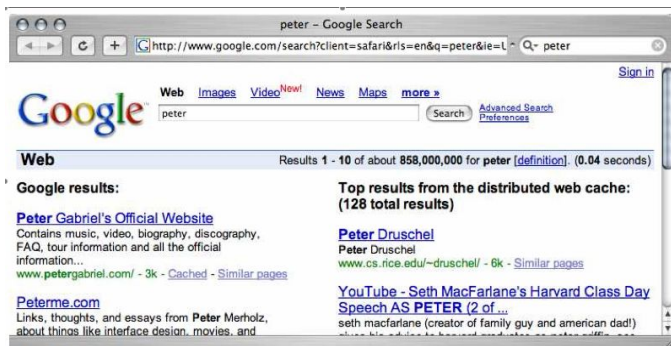 peter - Google Search
http://www.google.com/search?client=safari&rls=en&q=peter&ie=U
peter
Sign in
Google™
Web Images Video New! News Maps more »
peter
Search
Advanced Search
Preferences
Web
Results 1 - 10 of about 858,000,000 for peter [definition]. (0.04 seconds)
Google results:
Peter Gabriel's Official Website
Contains music, video, biography, discography,
FAQ, tour information and all the official
information...
www.petergabriel.com/ - 3k - Cached - Similar pages
Peterme.com
Links, thoughts, and essays from Peter Merholz,
about things like interface design, movies, and
Top results from the distributed web cache:
(128 total results)
Peter Druschel
Peter Druschel
www.cs.rice.edu/~druschel/ - 6k - Similar pages
YouTube - Seth MacFarlane's Harvard Class Day
Speech AS PETER (2 of ...
seth macfarlane (creator of family guy and american dad!)